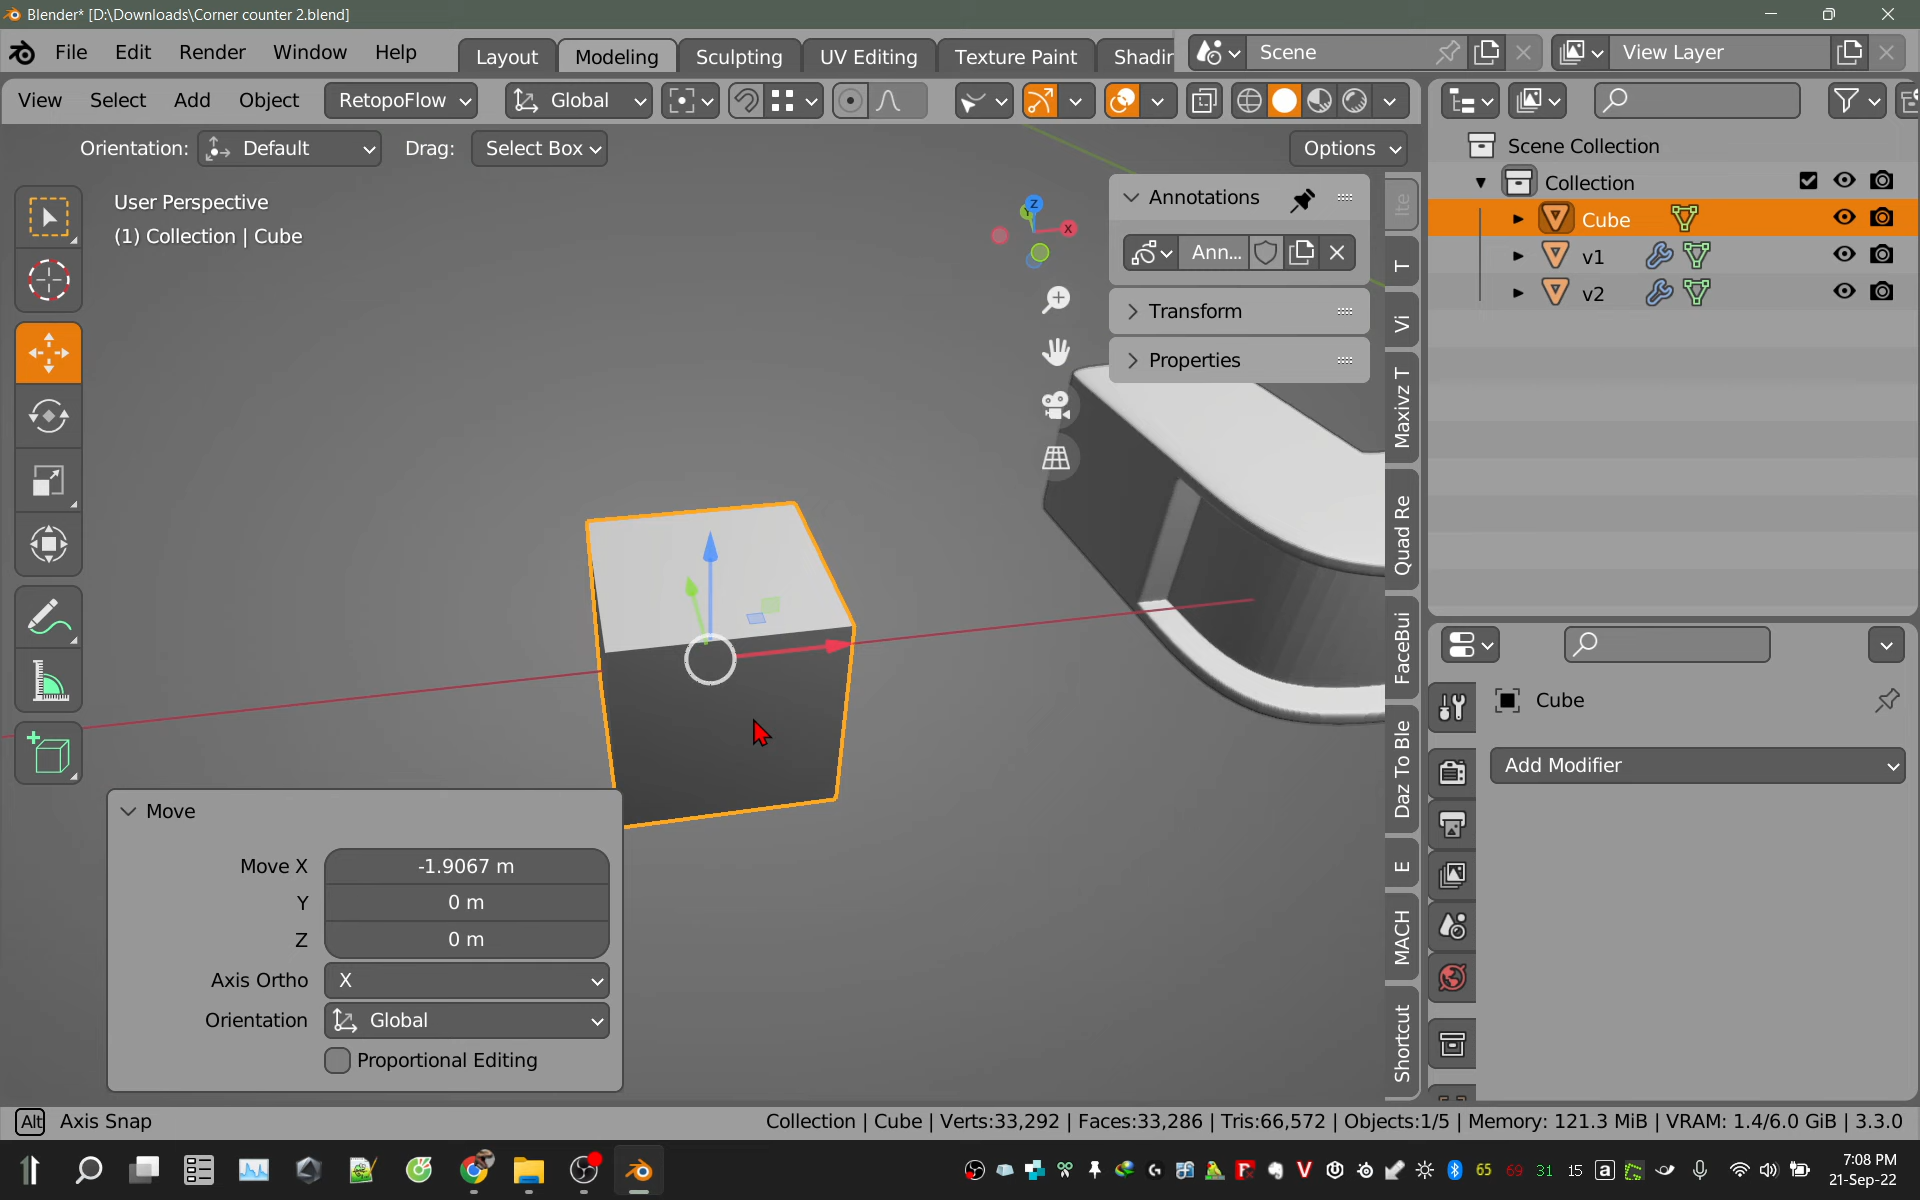 Blender* [D:\Downloads\Corner counter 2.blend]
File Edit Render Window Help Layout Modeling Sculpting UV Editing Texture Paint Scene View Layer
View Select Add Object RetopoFlow Global
Orientation: Default Drag: Select Box Options
User Perspective
(1) Collection | Cube
Z
X
Annotations
Ann...
Transform
Properties
T
Vi
Maxivz T
Quad Re
FaceBui
Daz To Ble
E
MACH
Shortcut
Scene Collection
Collection
Cube
v1
v2
Cube
Add Modifier
Move
Move X -1.9067 m
Y 0 m
Z 0 m
Axis Ortho X
Orientation Global
Proportional Editing
Alt Axis Snap
Collection | Cube | Verts:33,292 | Faces:33,286 | Tris:66,572 | Objects:1/5 | Memory: 121.3 MiB | VRAM: 1.4/6.0 GiB | 3.3.0
65 69 31 15
7:08 PM
21-Sep-22